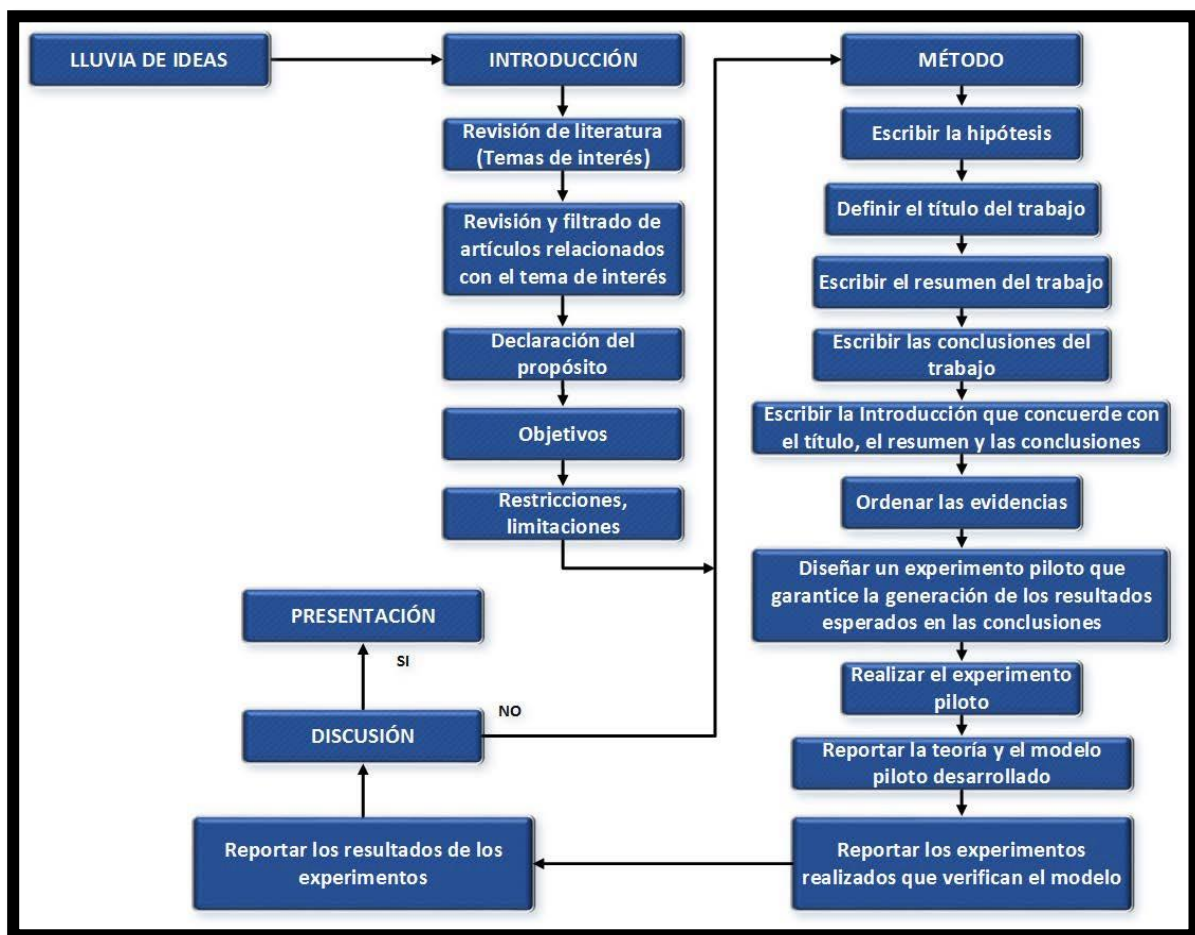 LLUVIA DE IDEAS
INTRODUCCIÓN
Revisión de literatura
(Temas de interés)
Revisión y filtrado de
artículos relacionados
con el tema de interés
Declaración del
propósito
Objetivos
Restricciones,
limitaciones
MÉTODO
Escribir la hipótesis
Definir el título del trabajo
Escribir el resumen del trabajo
Escribir las conclusiones del
trabajo
Escribir la Introducción que concuerde con
el título, el resumen y las conclusiones
Ordenar las evidencias
Diseñar un experimento piloto que
garantice la generación de los resultados
esperados en las conclusiones
Realizar el experimento
piloto
Reportar la teoría y el modelo
piloto desarrollado
Reportar los experimentos
realizados que verifican el modelo
Reportar los resultados de los
experimentos
DISCUSIÓN
NO
SI
PRESENTACIÓN